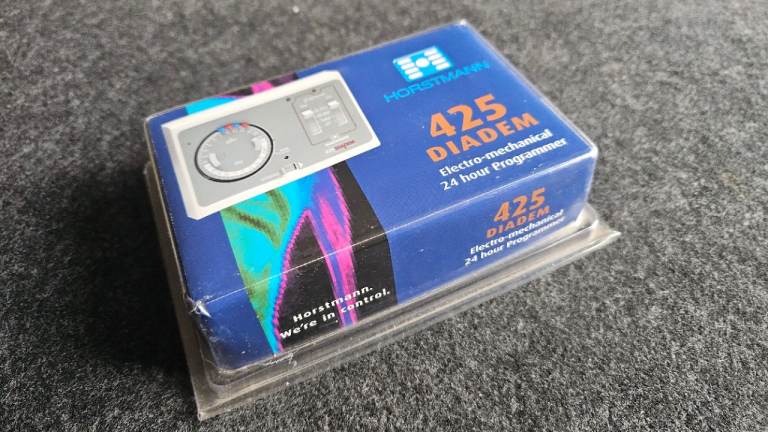 HORSTMANN
425
DIADEM
Electro-mechanical
24 hour Programmer
425
DIADEM
Electro-mechanical
24 hour Programmer
Horstmann.
We're in control.